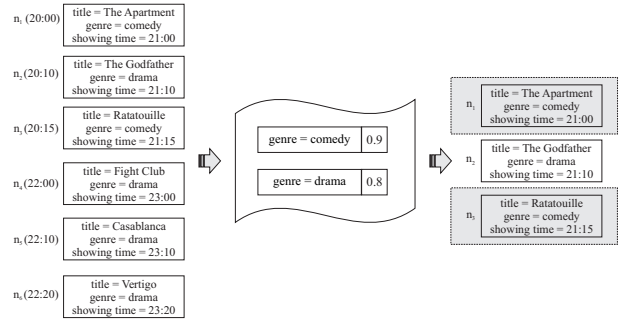 n₁ (20:00)
title = The Apartment
genre = comedy
showing time = 21:00
n₂ (20:10)
title = The Godfather
genre = drama
showing time = 21:10
n₃ (20:15)
title = Ratatouille
genre = comedy
showing time = 21:15
n₄ (22:00)
title = Fight Club
genre = drama
showing time = 23:00
n₅ (22:10)
title = Casablanca
genre = drama
showing time = 23:10
n₆ (22:20)
title = Vertigo
genre = drama
showing time = 23:20
genre = comedy 0.9
genre = drama 0.8
n₁
title = The Apartment
genre = comedy
showing time = 21:00
n₂
title = The Godfather
genre = drama
showing time = 21:10
n₃
title = Ratatouille
genre = comedy
showing time = 21:15